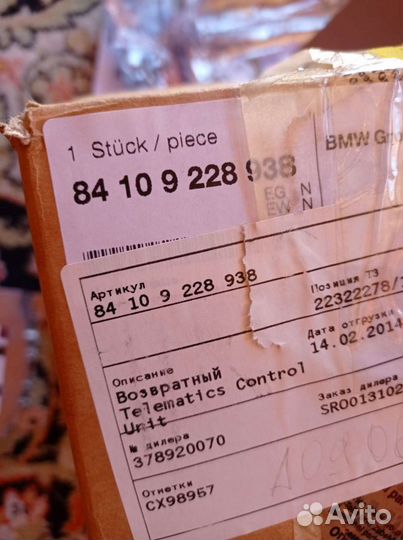 1 Stück / piece
84 10 9 228 938
BMW
EG N
EW N
Артикул
84 10 9 228 938
Позиция ТЗ
22322278/
Дата отгрузки
14.02.2014
Описание
Возвратный
Telematics Control
Unit
Заказ дилера
SR0013102
№ дилера
378920070
Отметки
CX98957
Avito